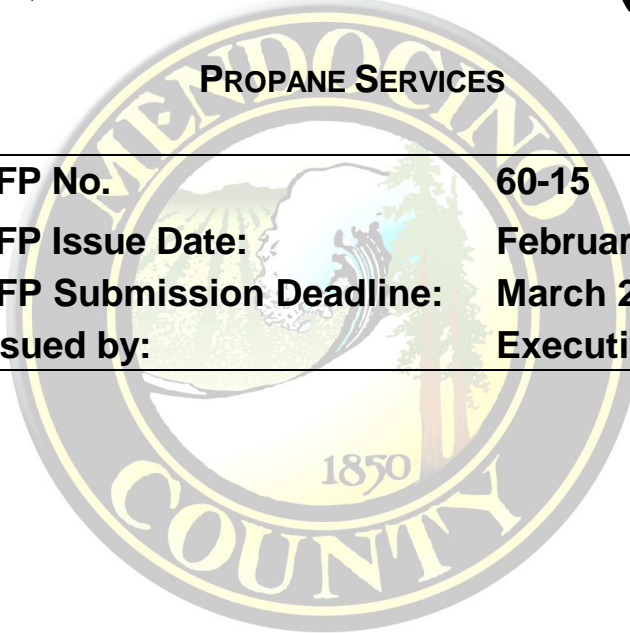 PROPANE SERVICES
FP No. 60-15
FP Issue Date: Februar
FP Submission Deadline: March 2
sued by: Executi
MENDOCINO
1850
COUNTY